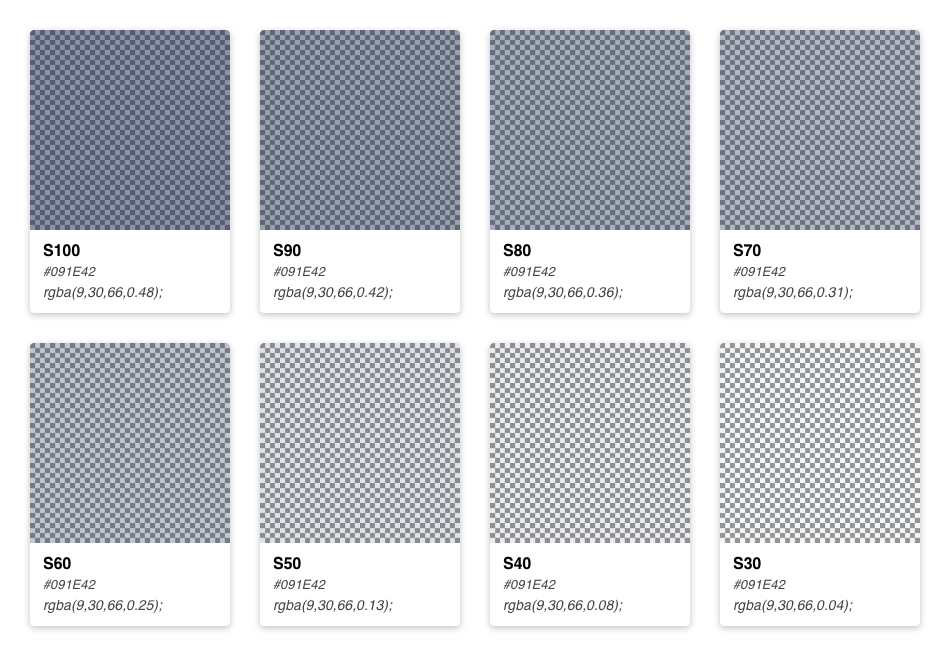 S100
#091E42
rgba(9,30,66,0.48);
S90
#091E42
rgba(9,30,66,0.42);
S80
#091E42
rgba(9,30,66,0.36);
S70
#091E42
rgba(9,30,66,0.31);
S60
#091E42
rgba(9,30,66,0.25);
S50
#091E42
rgba(9,30,66,0.13);
S40
#091E42
rgba(9,30,66,0.08);
S30
#091E42
rgba(9,30,66,0.04);